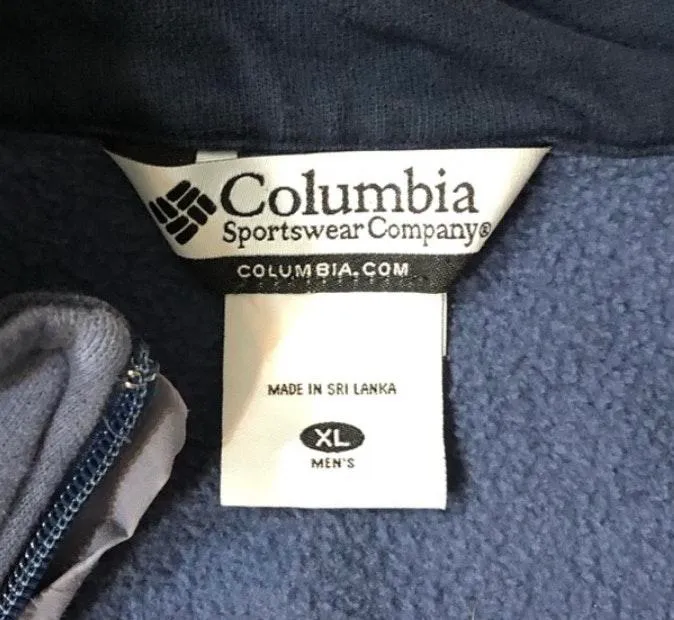 Columbia
Sportswear Company®
COLUMBIA.COM
MADE IN SRI LANKA
XL
MEN'S